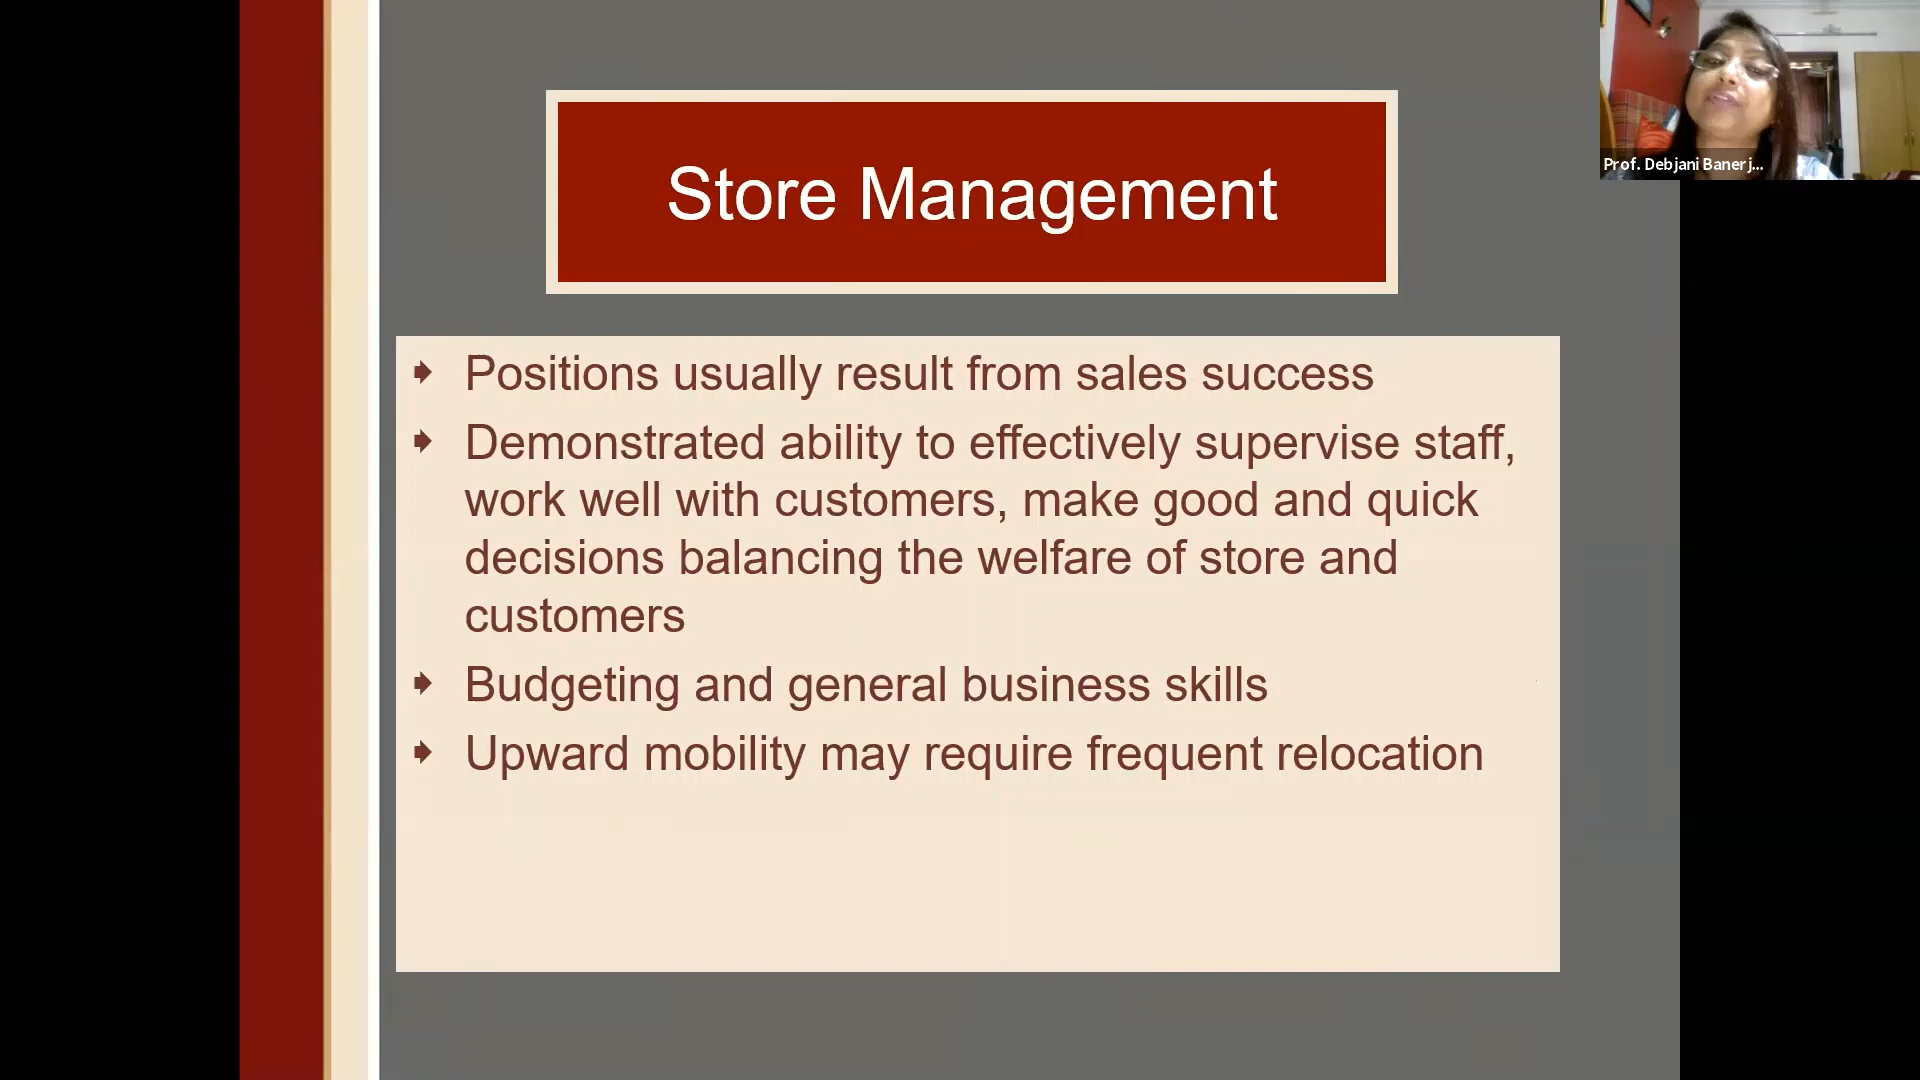 Store Management
Prof. Debjani Banerj...
Positions usually result from sales success
Demonstrated ability to effectively supervise staff,
work well with customers, make good and quick
decisions balancing the welfare of store and
customers
Budgeting and general business skills
Upward mobility may require frequent relocation